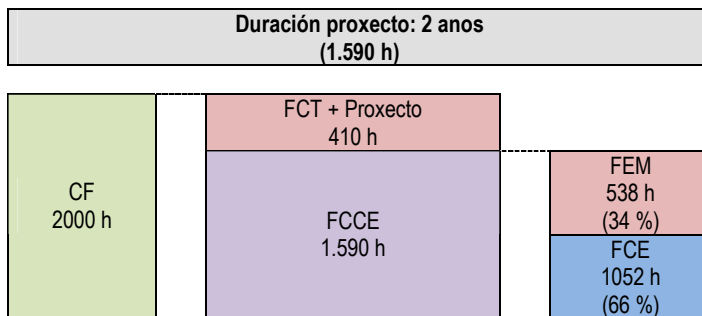 Duración proxecto: 2 anos
(1.590 h)
CF
2000 h
FCT + Proxecto
410 h
FCCE
1.590 h
FEM
538 h
(34 %)
FCE
1052 h
(66 %)